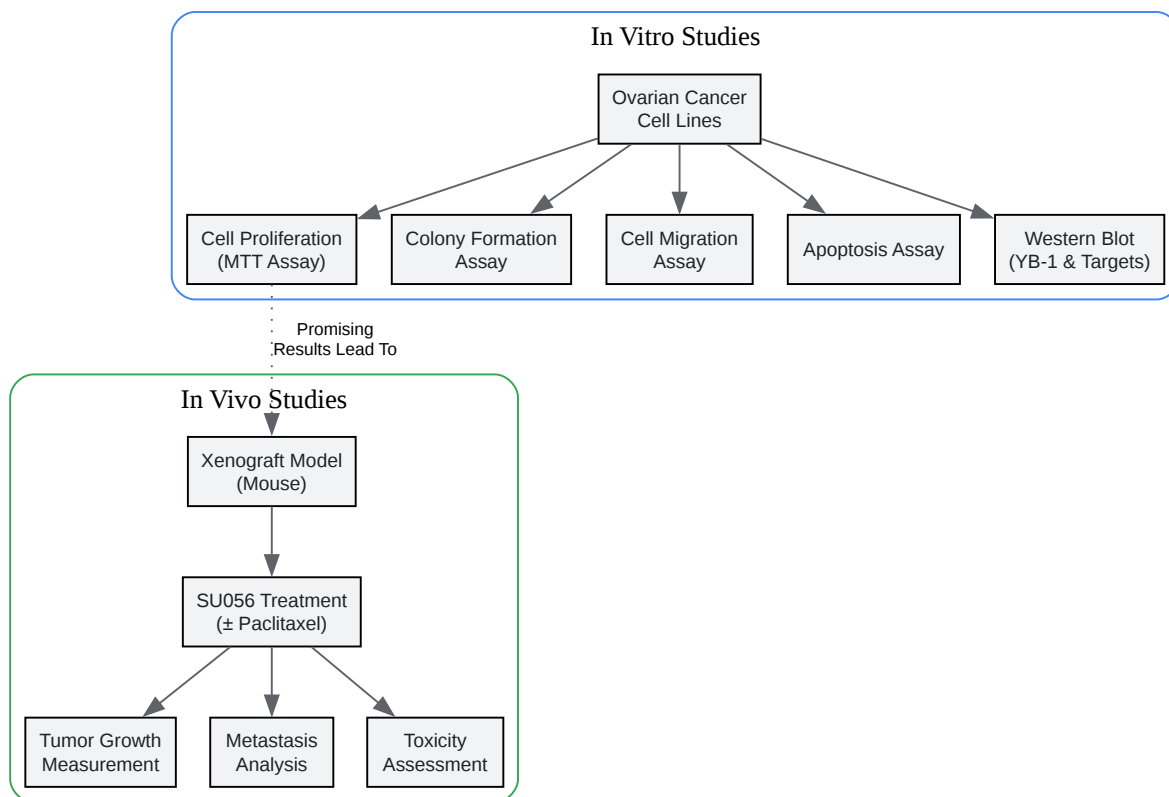 In Vitro Studies
Ovarian Cancer
Cell Lines
Cell Proliferation
(MTT Assay)
Colony Formation
Assay
Cell Migration
Assay
Apoptosis Assay
Western Blot
(YB-1 & Targets)
Promising
Results Lead To
In Vivo Studies
Xenograft Model
(Mouse)
SU056 Treatment
(± Paclitaxel)
Tumor Growth
Measurement
Metastasis
Analysis
Toxicity
Assessment